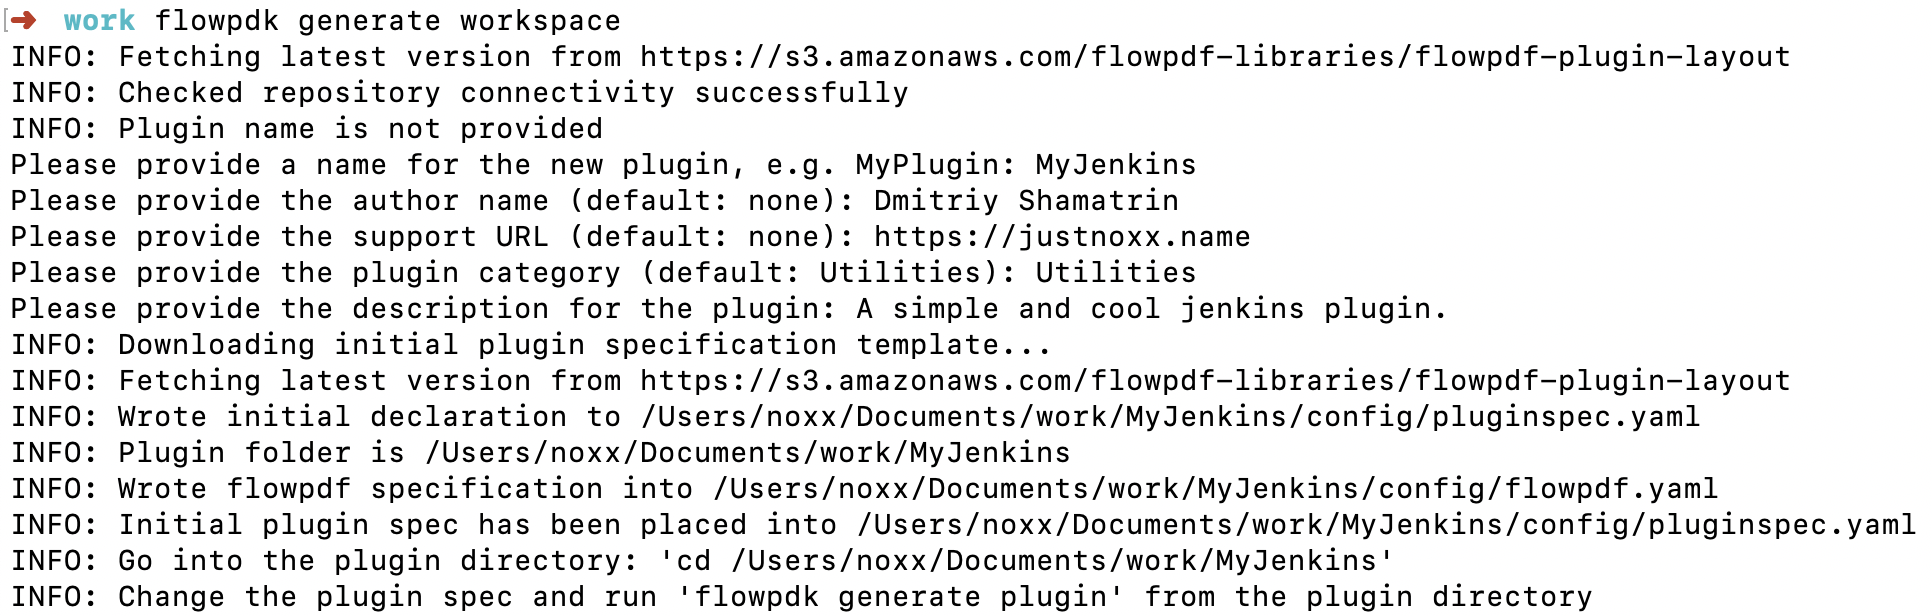 ➜ work flowpdk generate workspace
INFO: Fetching latest version from https://s3.amazonaws.com/flowpdf-libraries/flowpdf-plugin-layout
INFO: Checked repository connectivity successfully
INFO: Plugin name is not provided
Please provide a name for the new plugin, e.g. MyPlugin: MyJenkins
Please provide the author name (default: none): Dmitriy Shamatrin
Please provide the support URL (default: none): https://justnoxx.name
Please provide the plugin category (default: Utilities): Utilities
Please provide the description for the plugin: A simple and cool jenkins plugin.
INFO: Downloading initial plugin specification template...
INFO: Fetching latest version from https://s3.amazonaws.com/flowpdf-libraries/flowpdf-plugin-layout
INFO: Wrote initial declaration to /Users/noxx/Documents/work/MyJenkins/config/pluginspec.yaml
INFO: Plugin folder is /Users/noxx/Documents/work/MyJenkins
INFO: Wrote flowpdf specification into /Users/noxx/Documents/work/MyJenkins/config/flowpdf.yaml
INFO: Initial plugin spec has been placed into /Users/noxx/Documents/work/MyJenkins/config/pluginspec.yaml
INFO: Go into the plugin directory: 'cd /Users/noxx/Documents/work/MyJenkins'
INFO: Change the plugin spec and run 'flowpdk generate plugin' from the plugin directory